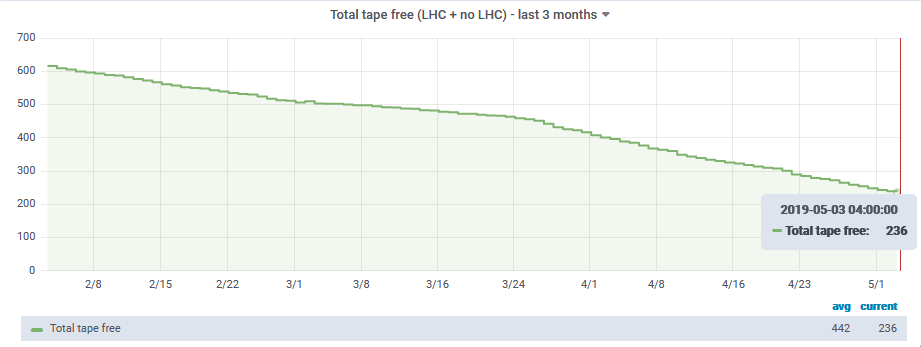 Total tape free (LHC + no LHC) - last 3 months
700
600
500
400
300
200
100
0
2/8 2/15 2/22 3/1 3/8 3/16 3/24 4/1 4/8 4/16 4/23 5/1
2019-05-03 04:00:00
Total tape free: 236
avg current
Total tape free 442 236